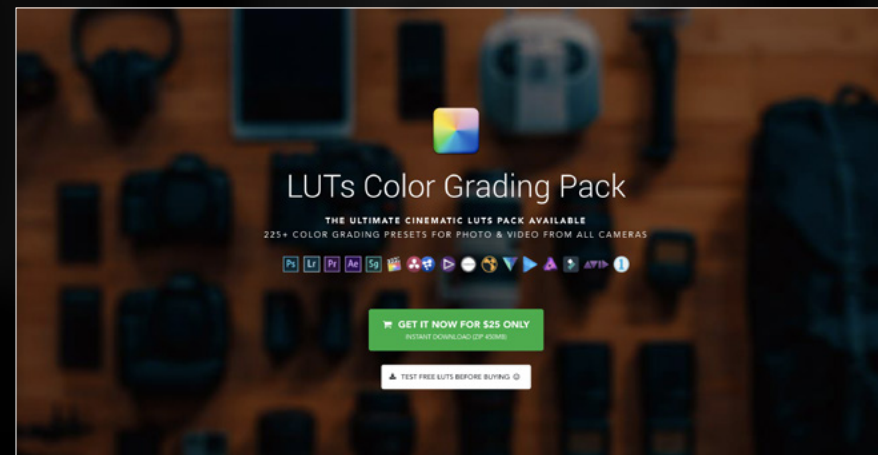 LUTs Color Grading Pack
THE ULTIMATE CINEMATIC LUTS PACK AVAILABLE
225+ COLOR GRADING PRESETS FOR PHOTO & VIDEO FROM ALL CAMERAS
Ps Lr Pr Ae Sg AVID 1
GET IT NOW FOR $25 ONLY
INSTANT DOWNLOAD (ZIP 450MB)
TEST FREE LUTS BEFORE BUYING